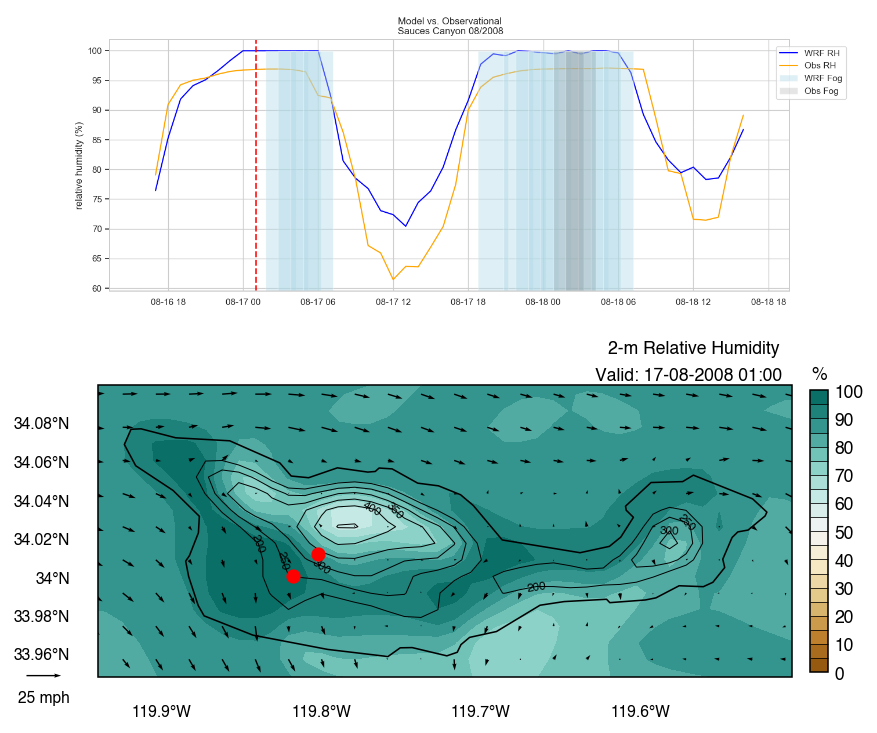 Model vs. Observational
Sauces Canyon 08/2008
relative humidity (%)
100
95
90
85
80
75
70
65
60
08-16 18
08-17 00
08-17 06
08-17 12
08-17 18
08-18 00
08-18 06
08-18 12
08-18 18
WRF RH
Obs RH
WRF Fog
Obs Fog
2-m Relative Humidity
Valid: 17-08-2008 01:00
%
34.08°N
34.06°N
34.04°N
34.02°N
34°N
33.98°N
33.96°N
25 mph
119.9°W
119.8°W
119.7°W
119.6°W
400
300
200
200
250
300
100
90
80
70
60
50
40
30
20
10
0